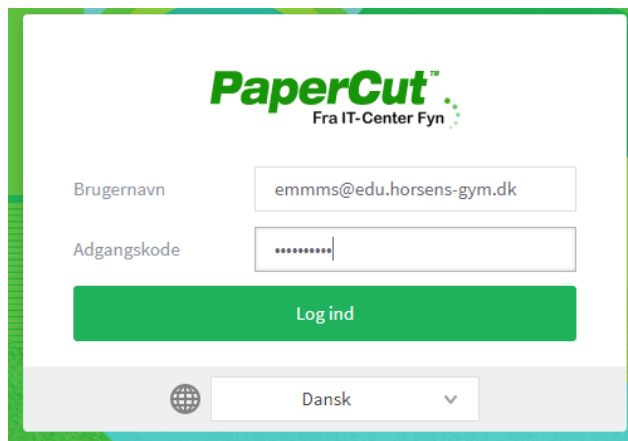 PaperCut™
Fra IT-Center Fyn
Brugernavn emmms@edu.horsens-gym.dk
Adgangskode ••••••••••
Log ind
Dansk